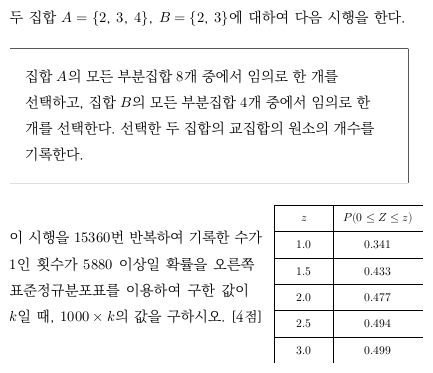 두 집합 A = {2, 3, 4}, B = {2, 3}에 대하여 다음 시행을 한다.
집합 A의 모든 부분집합 8개 중에서 임의로 한 개를
선택하고, 집합 B의 모든 부분집합 4개 중에서 임의로 한
개를 선택한다. 선택한 두 집합의 교집합의 원소의 개수를
기록한다.
이 시행을 15360번 반복하여 기록한 수가
1인 횟수가 5880 이상일 확률을 오른쪽
표준정규분포표를 이용하여 구한 값이
k일 때, 1000 × k의 값을 구하시오. [4점]
z P(0 ≤ Z ≤ z)
1.0 0.341
1.5 0.433
2.0 0.477
2.5 0.494
3.0 0.499